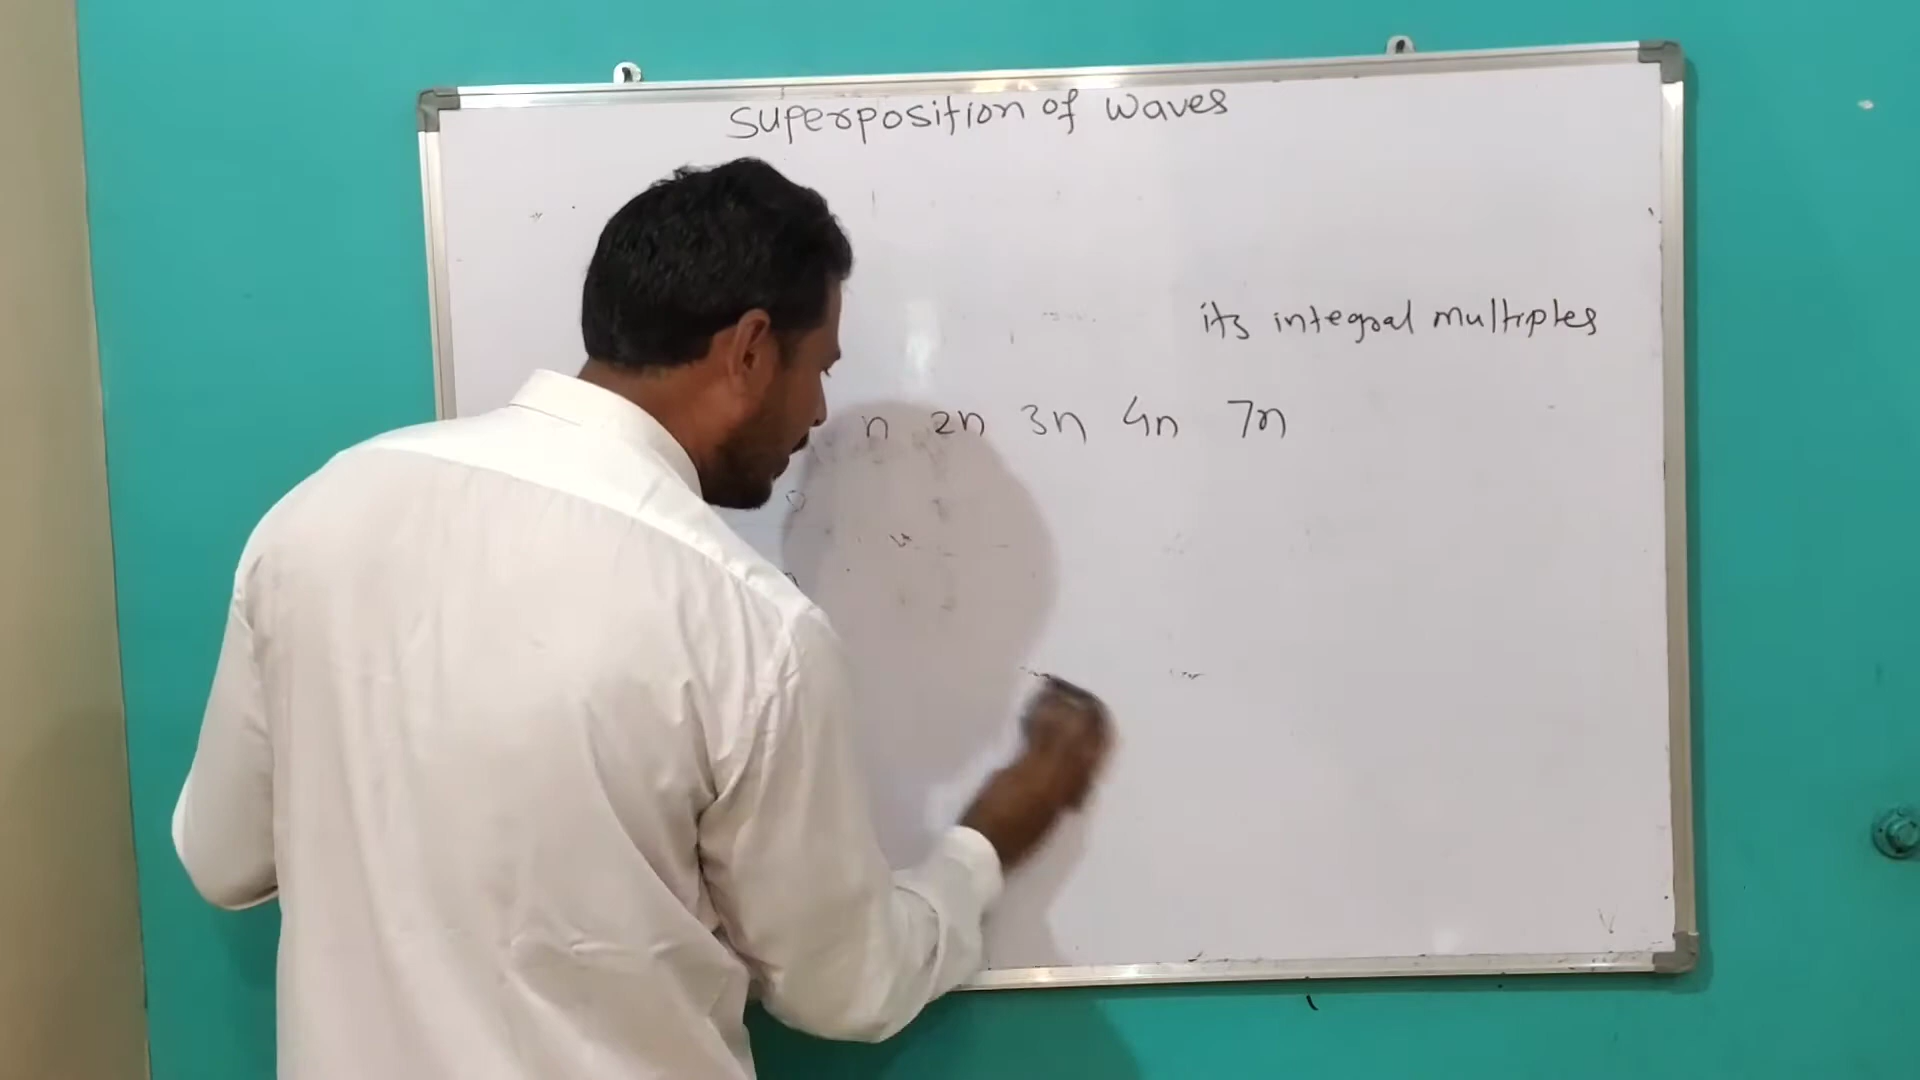 Superposition of waves
its integral multiples
n 2n 3n 4n 7n